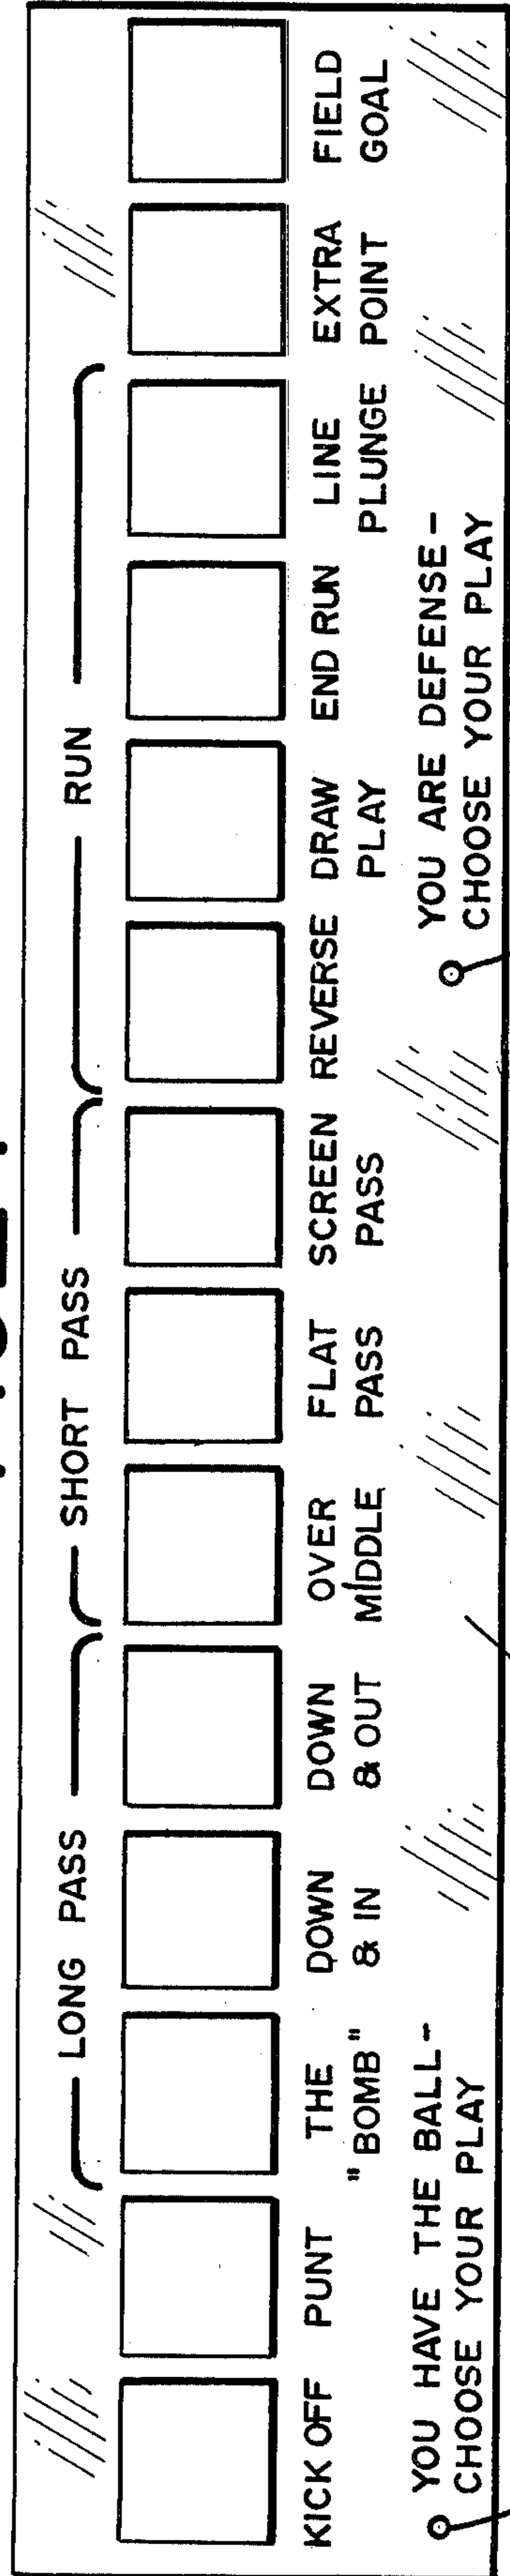 LONG PASS SHORT PASS RUN
KICK OFF PUNT THE DOWN DOWN OVER FLAT SCREEN REVERSE DRAW END RUN LINE EXTRA FIELD
"BOMB" & IN & OUT MIDDLE PASS PASS PLAY PLUNGE POINT GOAL
YOU HAVE THE BALL- YOU ARE DEFENSE-
CHOOSE YOUR PLAY CHOOSE YOUR PLAY